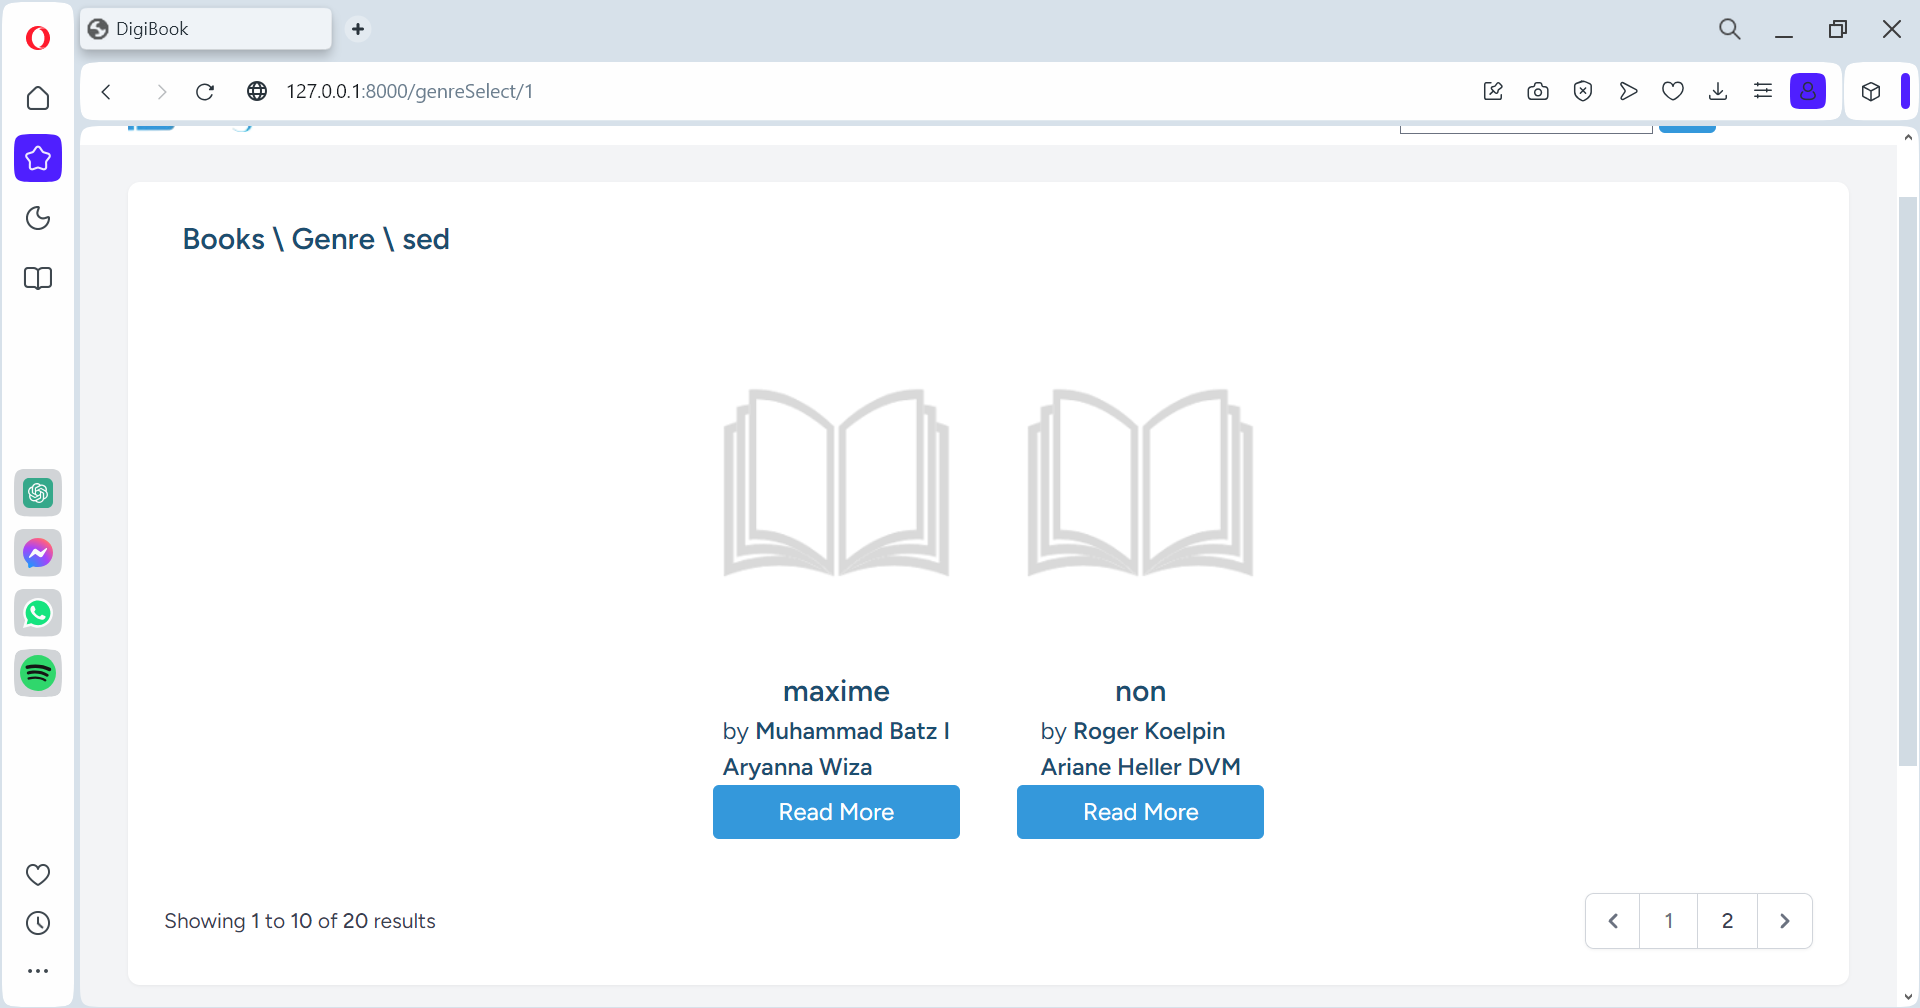 DigiBook
127.0.0.1:8000/genreSelect/1
Books \ Genre \ sed
maxime
by Muhammad Batz I
Aryanna Wiza
Read More
non
by Roger Koelpin
Ariane Heller DVM
Read More
Showing 1 to 10 of 20 results
1
2